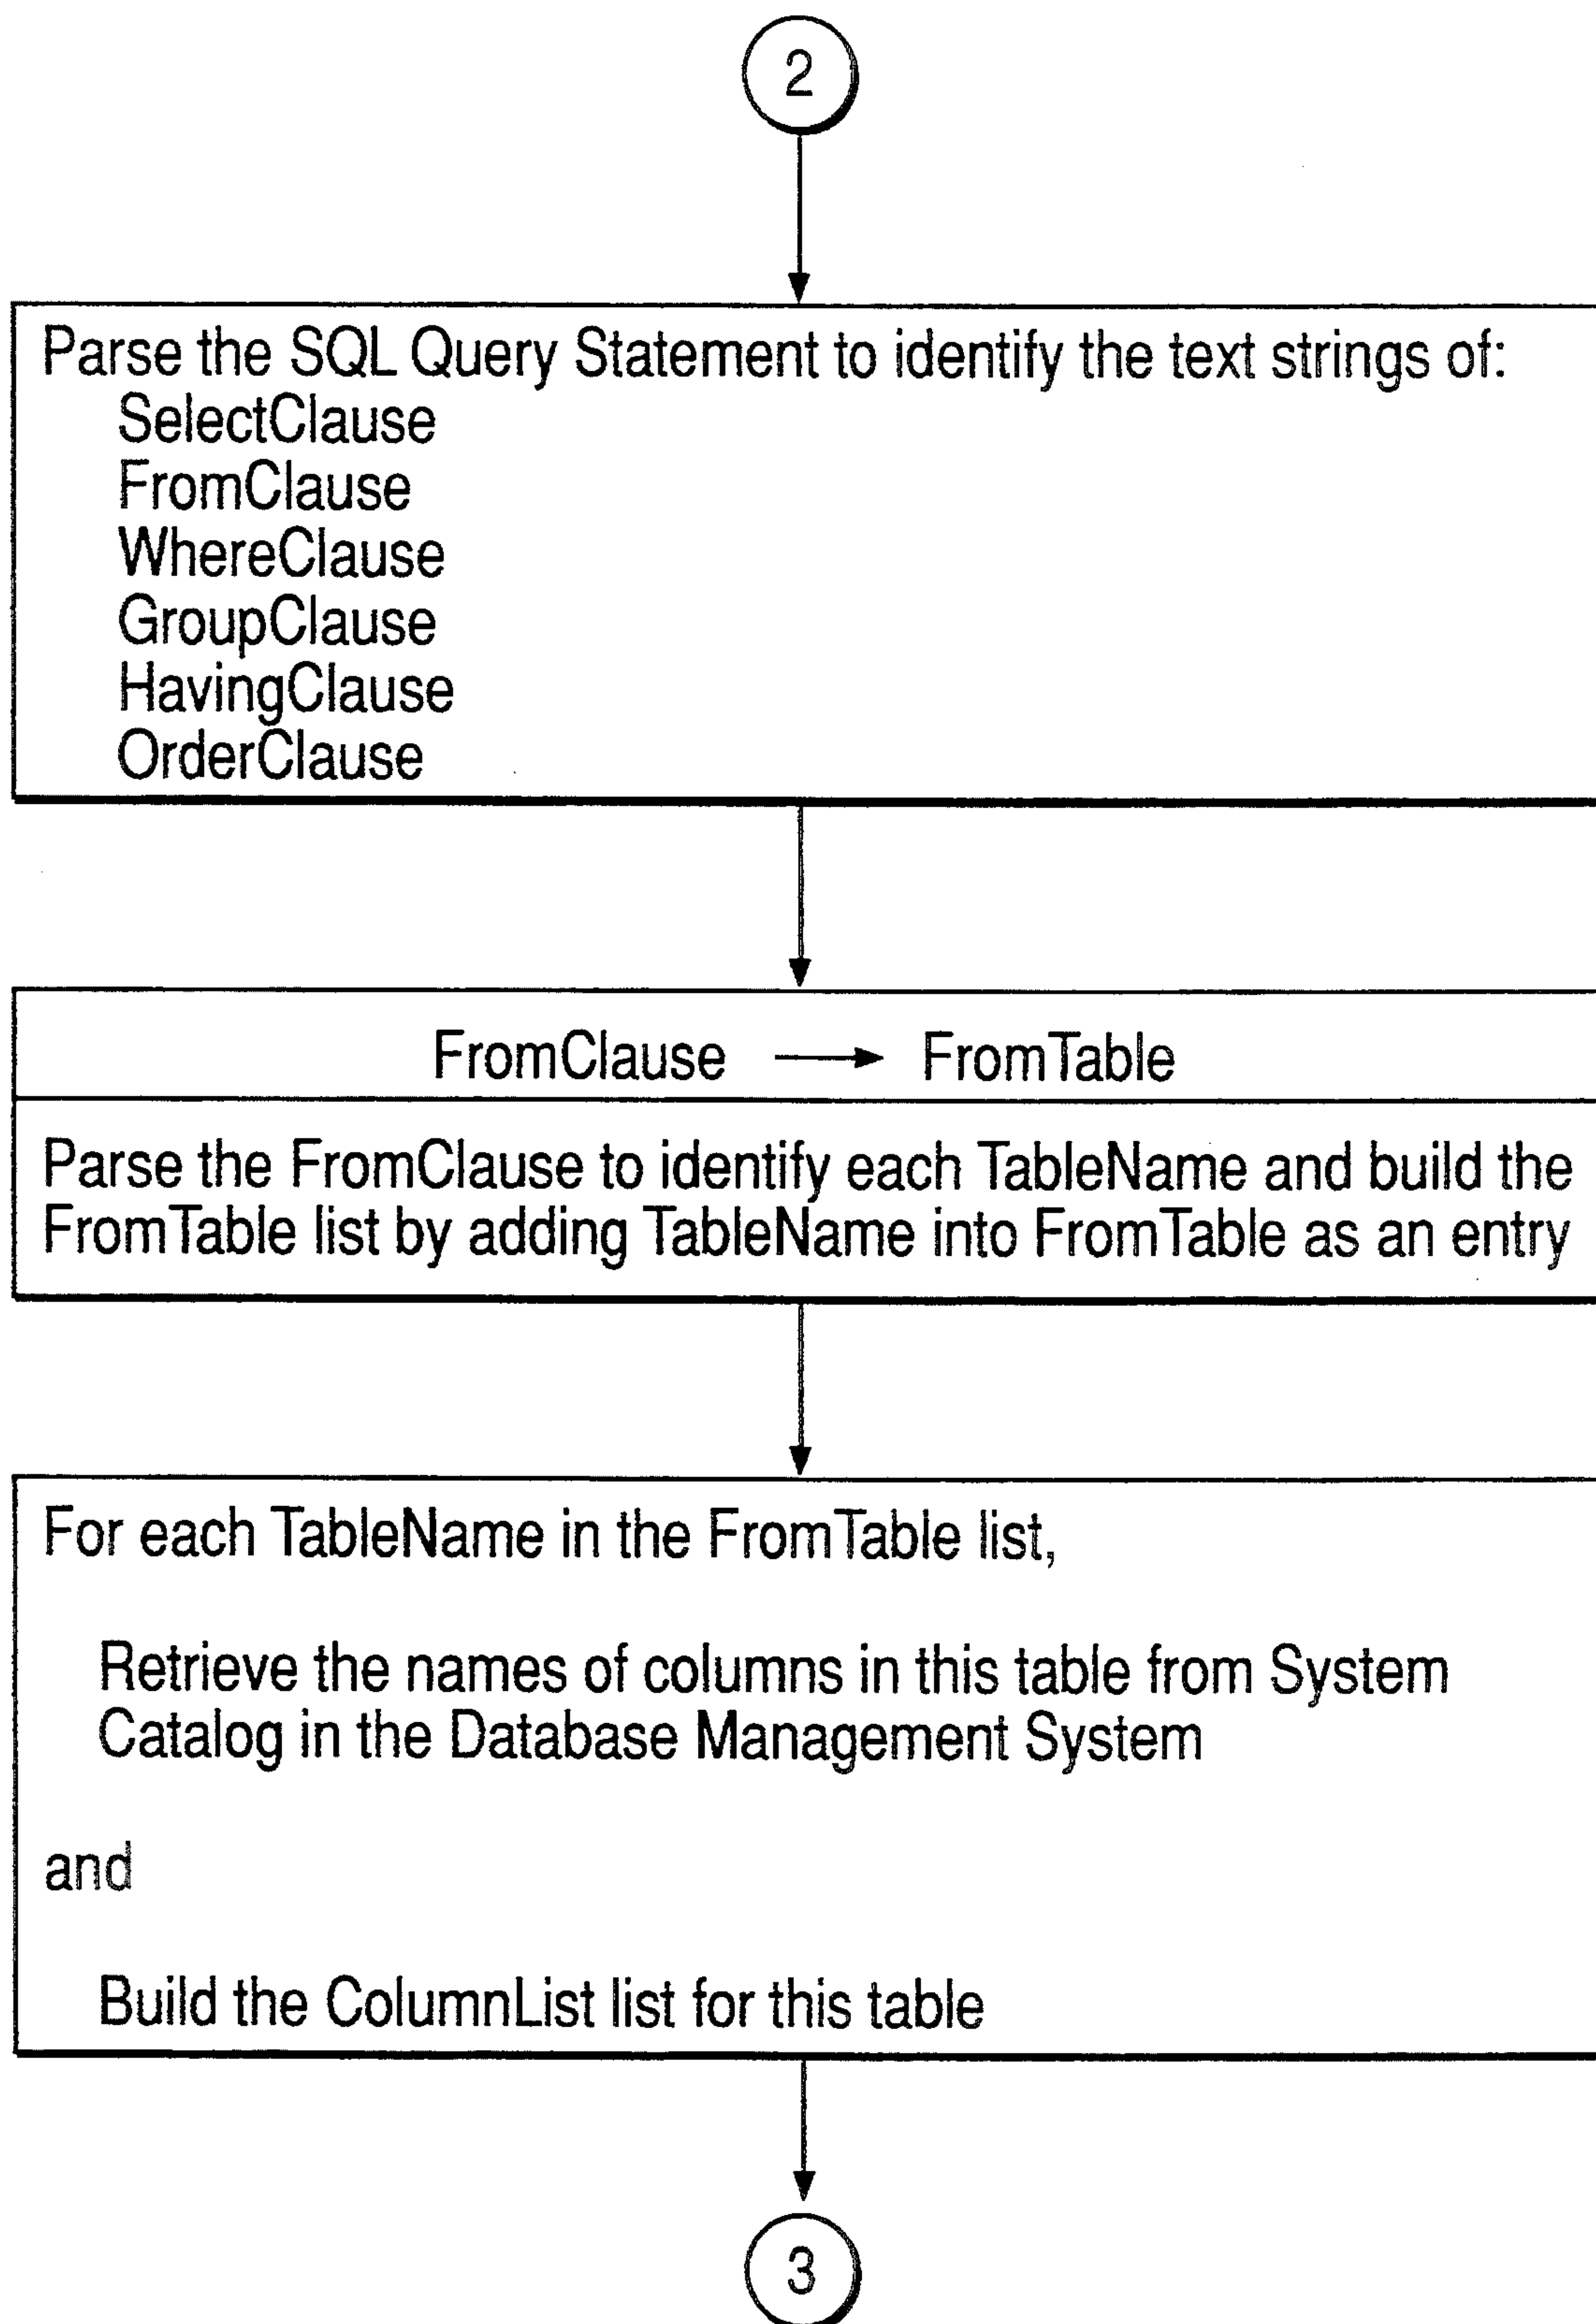 2
Parse the SQL Query Statement to identify the text strings of:
SelectClause
FromClause
WhereClause
GroupClause
HavingClause
OrderClause
FromClause → FromTable
Parse the FromClause to identify each TableName and build the
FromTable list by adding TableName into FromTable as an entry
For each TableName in the FromTable list,
Retrieve the names of columns in this table from System
Catalog in the Database Management System
and
Build the ColumnList list for this table
3